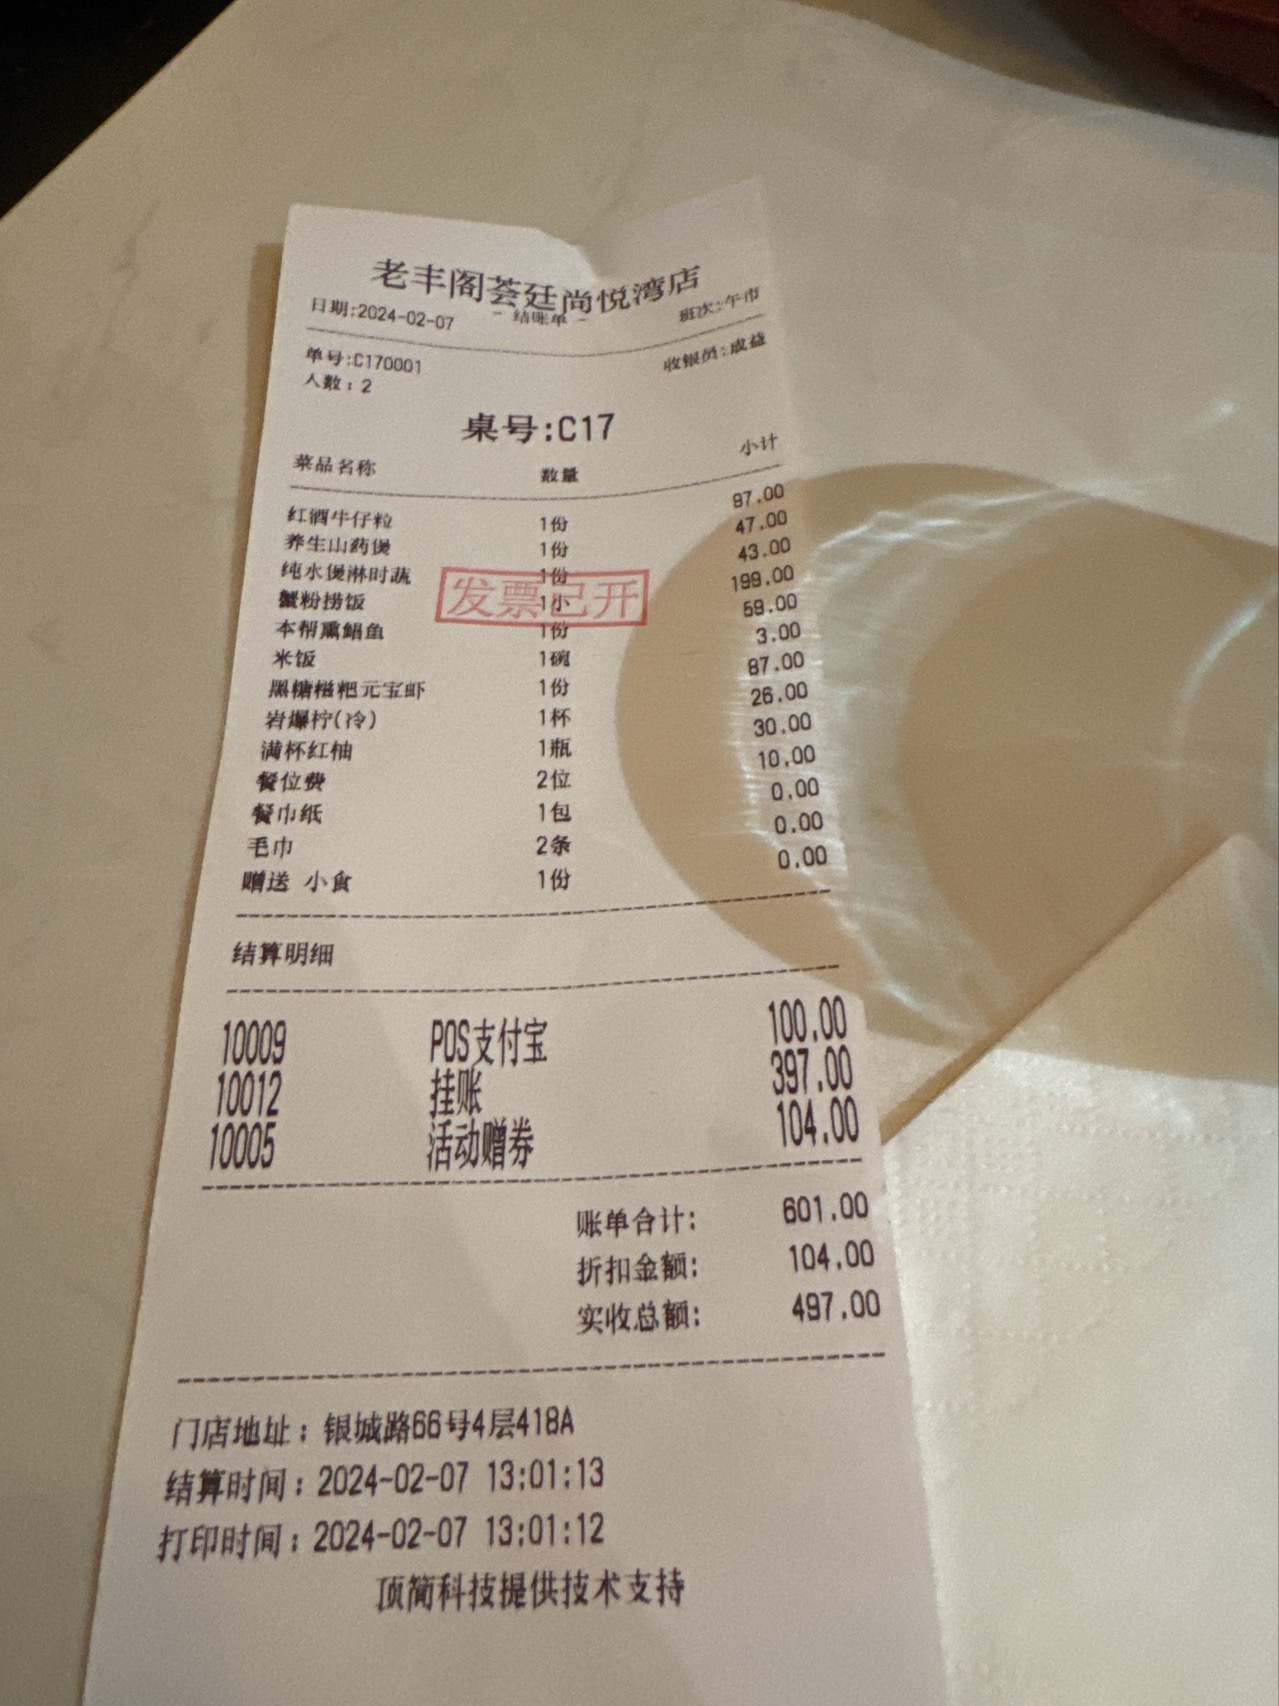 老丰阁荟廷尚悦湾店
- 结账单 -
日期:2024-02-07 班次:午市
单号:C170001 收银员:成益
人数：2
桌号:C17
菜品名称 数量 小计
红酒牛仔粒 1份 97.00
养生山药煲 1份 47.00
纯水煲淋时蔬 1份 43.00
蟹粉捞饭 1小 199.00
发票已开
本帮熏鲳鱼 1份 59.00
米饭 1碗 3.00
黑糖糍粑元宝虾 1份 87.00
岩爆柠(冷) 1杯 26.00
满杯红柚 1瓶 30.00
餐位费 2位 10.00
餐巾纸 1包 0.00
毛巾 2条 0.00
赠送 小食 1份 0.00
结算明细
10009 POS支付宝 100.00
10012 挂账 397.00
10005 活动赠券 104.00
账单合计: 601.00
折扣金额: 104.00
实收总额: 497.00
门店地址：银城路66号4层418A
结算时间：2024-02-07 13:01:13
打印时间：2024-02-07 13:01:12
顶简科技提供技术支持